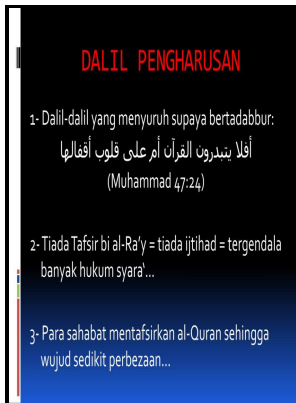 DALIL PENGHARUSAN
1- Dalil-dalil yang menyuruh supaya bertadabbur:
أفلا يتبدرون القرآن أم على قلوب أقفالها
(Muhammad 47:24)
2- Tiada Tafsir bi al-Ra'y = tiada ijtihad = tergendala
banyak hukum syara‘...
3- Para sahabat mentafsirkan al-Quran sehingga
wujud sedikit perbezaan...